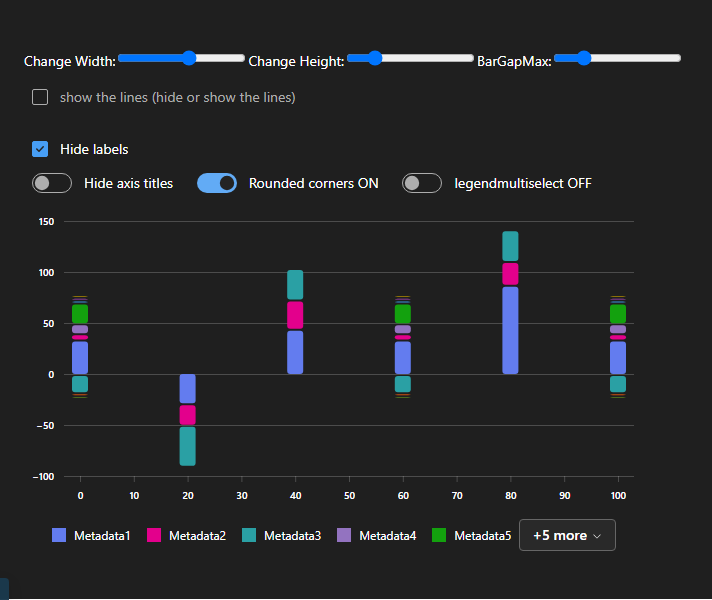 Change Width: Change Height: BarGapMax:
show the lines (hide or show the lines)
Hide labels
Hide axis titles Rounded corners ON legendmultiselect OFF
150
100
50
0
−50
−100
0 10 20 30 40 50 60 70 80 90 100
Metadata1 Metadata2 Metadata3 Metadata4 Metadata5 +5 more